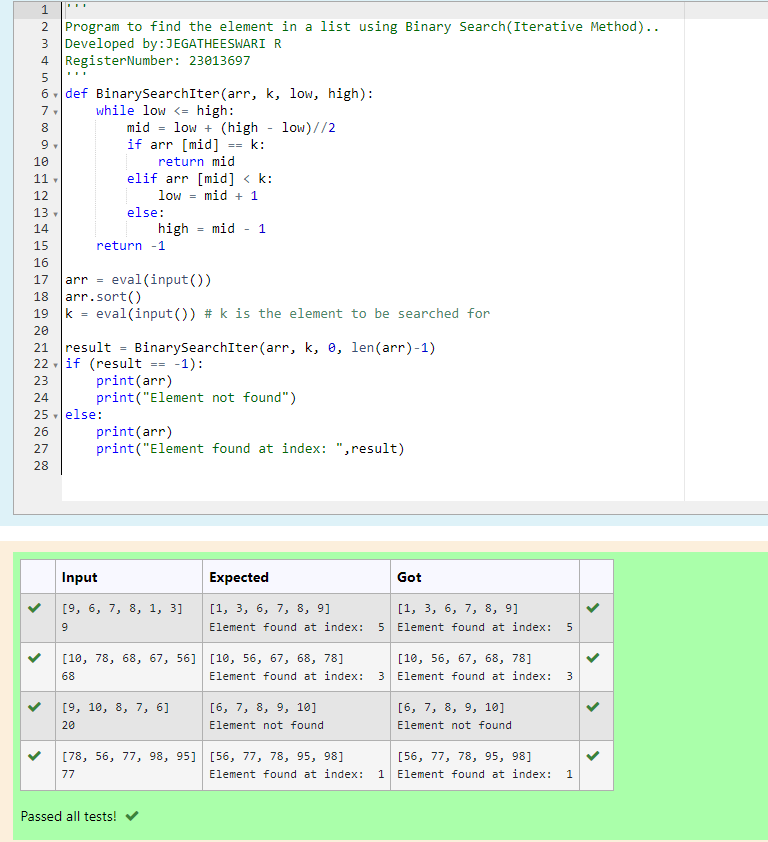 1 '''
2 Program to find the element in a list using Binary Search(Iterative Method)..
3 Developed by:JEGATHEESWARI R
4 RegisterNumber: 23013697
5 '''
6 def BinarySearchIter(arr, k, low, high):
7     while low <= high:
8         mid = low + (high - low)//2
9         if arr [mid] == k:
10             return mid
11         elif arr [mid] < k:
12             low = mid + 1
13         else:
14             high = mid - 1
15     return -1
16
17 arr = eval(input())
18 arr.sort()
19 k = eval(input()) # k is the element to be searched for
20
21 result = BinarySearchIter(arr, k, 0, len(arr)-1)
22 if (result == -1):
23     print(arr)
24     print("Element not found")
25 else:
26     print(arr)
27     print("Element found at index: ",result)
28
Input Expected Got
[9, 6, 7, 8, 1, 3] [1, 3, 6, 7, 8, 9] [1, 3, 6, 7, 8, 9]
9 Element found at index:  5 Element found at index:  5
[10, 78, 68, 67, 56] [10, 56, 67, 68, 78] [10, 56, 67, 68, 78]
68 Element found at index:  3 Element found at index:  3
[9, 10, 8, 7, 6] [6, 7, 8, 9, 10] [6, 7, 8, 9, 10]
20 Element not found Element not found
[78, 56, 77, 98, 95] [56, 77, 78, 95, 98] [56, 77, 78, 95, 98]
77 Element found at index:  1 Element found at index:  1
Passed all tests!